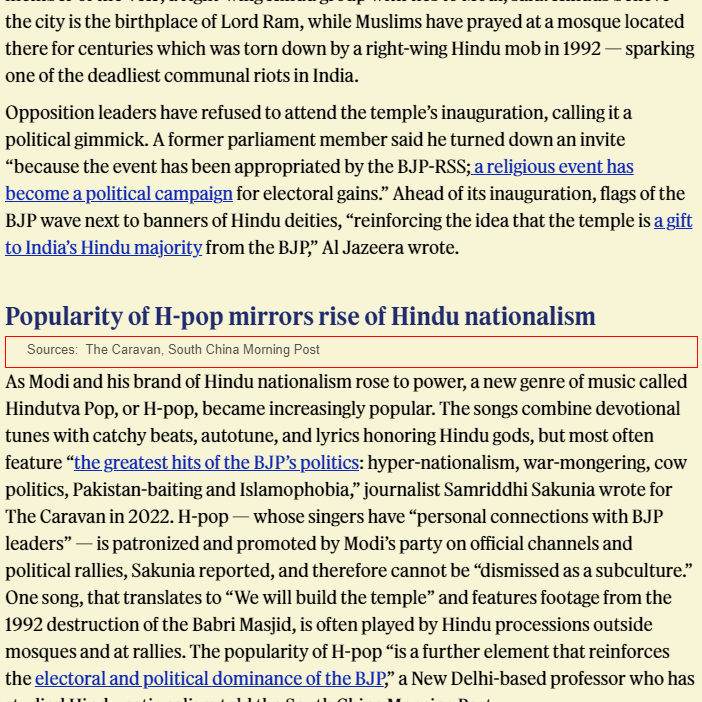 the city is the birthplace of Lord Ram, while Muslims have prayed at a mosque located
there for centuries which was torn down by a right-wing Hindu mob in 1992 — sparking
one of the deadliest communal riots in India.
Opposition leaders have refused to attend the temple’s inauguration, calling it a
political gimmick. A former parliament member said he turned down an invite
“because the event has been appropriated by the BJP-RSS; a religious event has
become a political campaign for electoral gains.” Ahead of its inauguration, flags of the
BJP wave next to banners of Hindu deities, “reinforcing the idea that the temple is a gift
to India’s Hindu majority from the BJP,” Al Jazeera wrote.
Popularity of H-pop mirrors rise of Hindu nationalism
Sources: The Caravan, South China Morning Post
As Modi and his brand of Hindu nationalism rose to power, a new genre of music called
Hindutva Pop, or H-pop, became increasingly popular. The songs combine devotional
tunes with catchy beats, autotune, and lyrics honoring Hindu gods, but most often
feature “the greatest hits of the BJP’s politics: hyper-nationalism, war-mongering, cow
politics, Pakistan-baiting and Islamophobia,” journalist Samriddhi Sakunia wrote for
The Caravan in 2022. H-pop — whose singers have “personal connections with BJP
leaders” — is patronized and promoted by Modi’s party on official channels and
political rallies, Sakunia reported, and therefore cannot be “dismissed as a subculture.”
One song, that translates to “We will build the temple” and features footage from the
1992 destruction of the Babri Masjid, is often played by Hindu processions outside
mosques and at rallies. The popularity of H-pop “is a further element that reinforces
the electoral and political dominance of the BJP,” a New Delhi-based professor who has